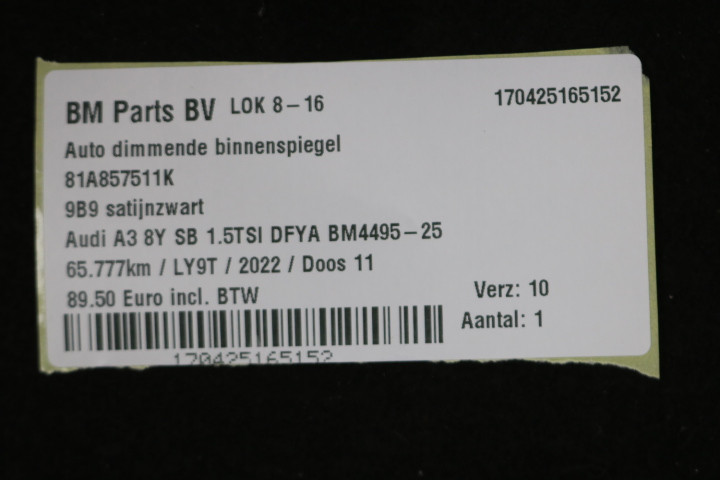 BM Parts BV LOK 8-16 170425165152
Auto dimmende binnenspiegel
81A857511K
9B9 satijnzwart
Audi A3 8Y SB 1.5TSI DFYA BM4495-25
65.777km / LY9T / 2022 / Doos 11
89.50 Euro incl. BTW Verz: 10
Aantal: 1
170425165152